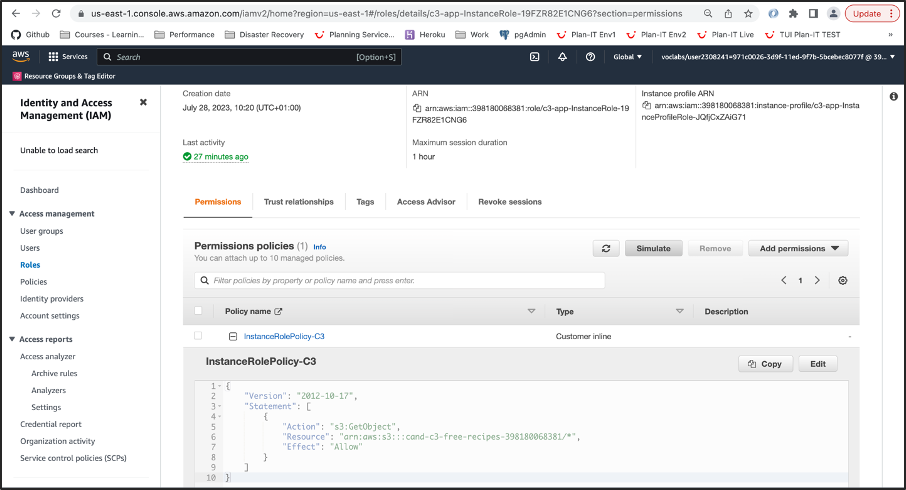 us-east-1.console.aws.amazon.com/iamv2/home?region=us-east-1#/roles/details/c3-app-InstanceRole-19FZR82E1CNG6?section=permissions
Update
Github
Courses - Learnin...
Performance
Disaster Recovery
Planning Service...
Heroku
Work
pgAdmin
Plan-IT Env1
Plan-IT Env2
Plan-IT Live
TUI Plan-IT TEST
»
aws
Services
Search
[Option+S]
Global
voclabs/user2308241=971c0026-3d9f-11ed-9f7b-5bcebec8077f @ 39...
Resource Groups & Tag Editor
Identity and Access
Management (IAM)
Unable to load search
Dashboard
Access management
User groups
Users
Roles
Policies
Identity providers
Account settings
Access reports
Access analyzer
Archive rules
Analyzers
Settings
Credential report
Organization activity
Service control policies (SCPs)
Creation date
July 28, 2023, 10:20 (UTC+01:00)
ARN
arn:aws:iam::398180068381:role/c3-app-InstanceRole-19
FZR82E1CNG6
Instance profile ARN
arn:aws:iam::398180068381:instance-profile/c3-app-Insta
nceProfileRole-JQfjCxZAiG71
Last activity
27 minutes ago
Maximum session duration
1 hour
Permissions
Trust relationships
Tags
Access Advisor
Revoke sessions
Permissions policies (1)
Info
You can attach up to 10 managed policies.
Simulate
Remove
Add permissions
Filter policies by property or policy name and press enter.
1
Policy name
Type
Description
InstanceRolePolicy-C3
Customer inline
-
InstanceRolePolicy-C3
Copy
Edit
1 {
2 "Version": "2012-10-17",
3 "Statement": [
4 {
5 "Action": "s3:GetObject",
6 "Resource": "arn:aws:s3:::cand-c3-free-recipes-398180068381/*",
7 "Effect": "Allow"
8 }
9 ]
10 }